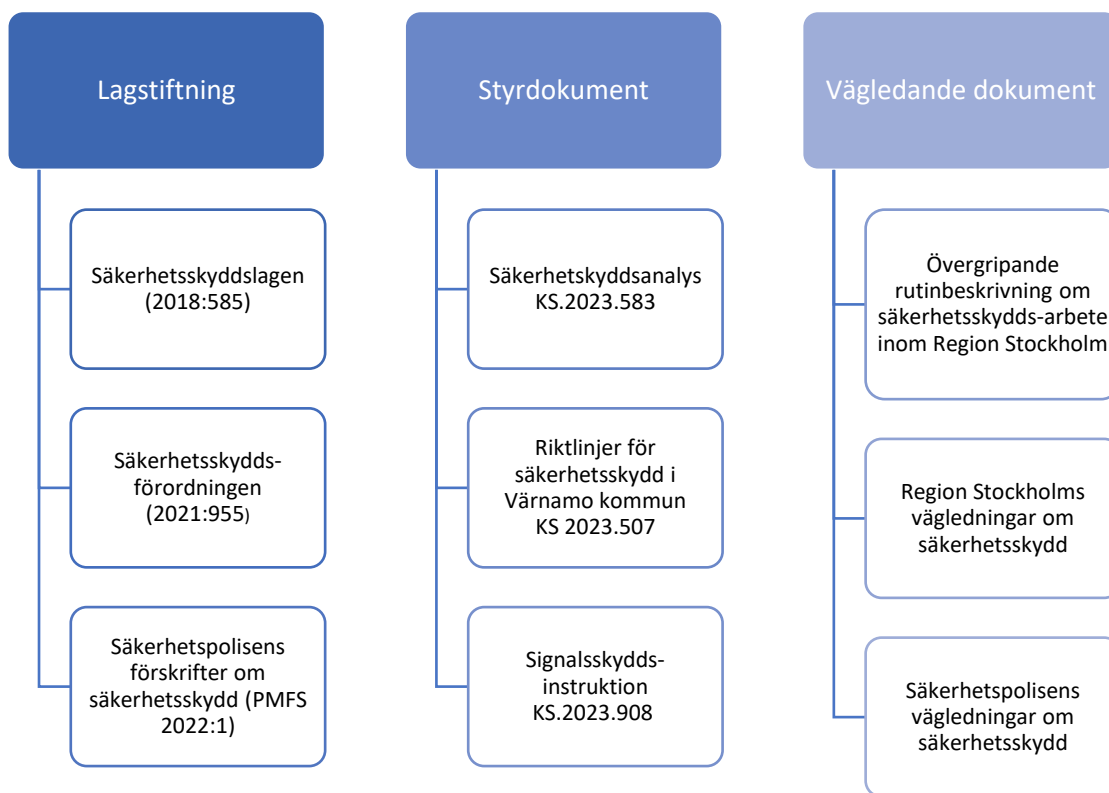 Lagstiftning
Säkerhetsskyddslagen
(2018:585)
Säkerhetsskydds-
förordningen
(2021:955)
Säkerhetspolisens
förskrifter om
säkerhetsskydd (PMFS
2022:1)
Styrdokument
Säkerhetskyddsanalys
KS.2023.583
Riktlinjer för
säkerhetsskydd i
Värnamo kommun
KS 2023.507
Signalsskydds-
instruktion
KS.2023.908
Vägledande dokument
Övergripande
rutinbeskrivning om
säkerhetsskydds-arbete
inom Region Stockholm
Region Stockholms
vägledningar om
säkerhetsskydd
Säkerhetspolisens
vägledningar om
säkerhetsskydd